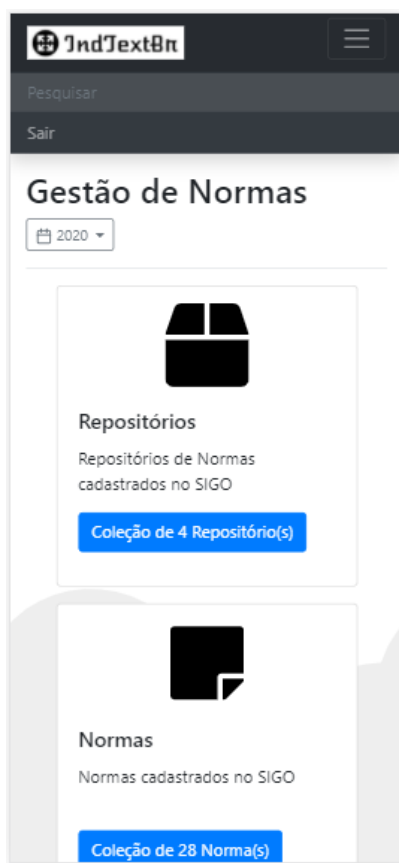 IndTextBr
Pesquisar
Sair
Gestão de Normas
2020
Repositórios
Repositórios de Normas
cadastrados no SIGO
Coleção de 4 Repositório(s)
Normas
Normas cadastrados no SIGO
Coleção de 28 Norma(s)